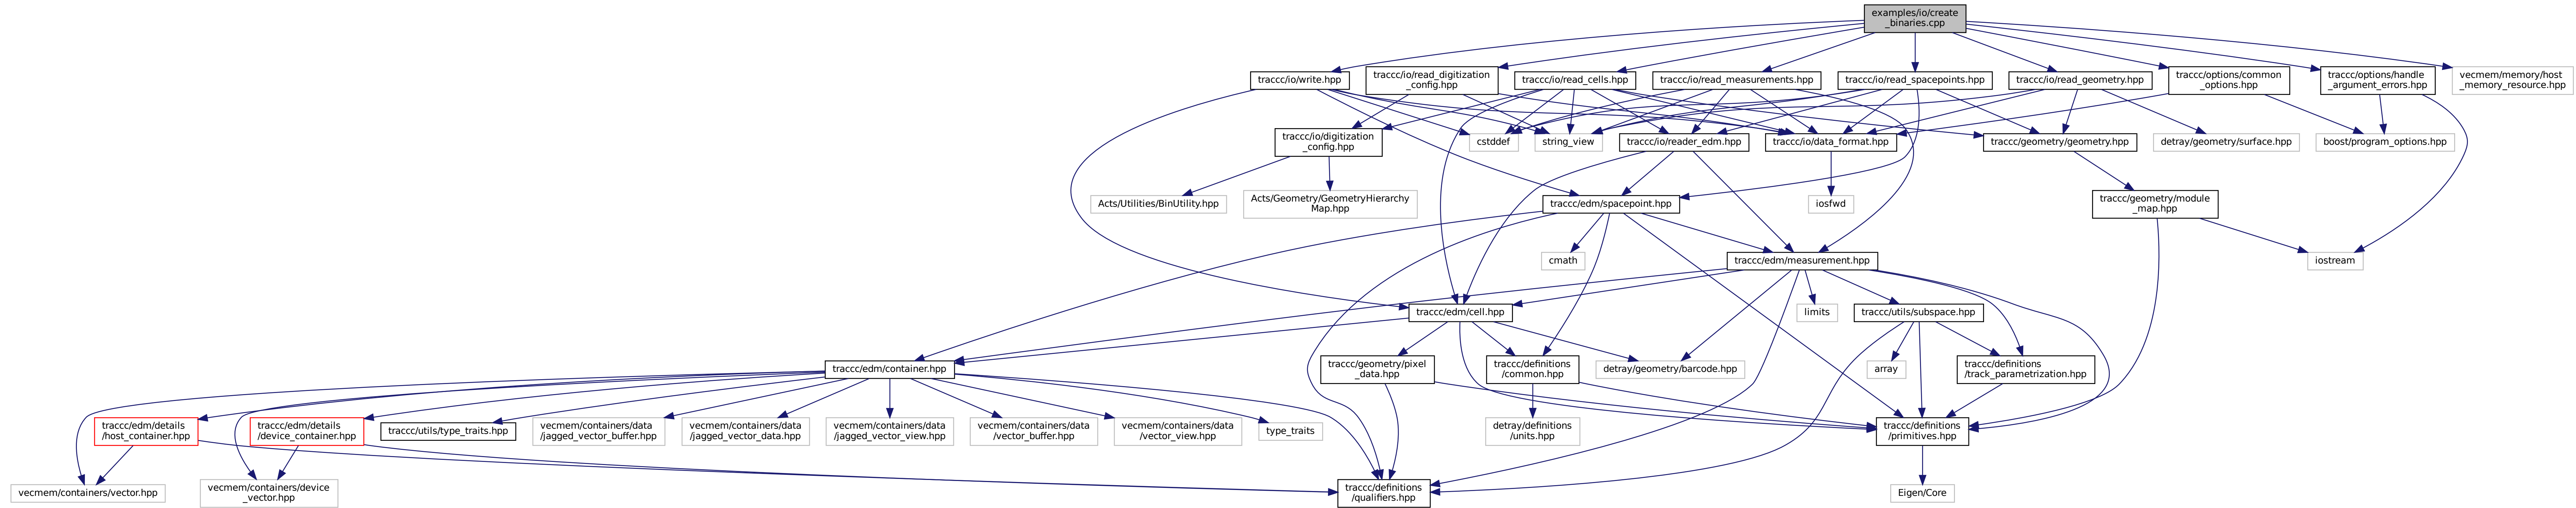 examples/io/create
_binaries.cpp
traccc/io/write.hpp
traccc/io/read_digitization
_config.hpp
traccc/io/read_cells.hpp
traccc/io/read_measurements.hpp
traccc/io/read_spacepoints.hpp
traccc/io/read_geometry.hpp
traccc/options/common
_options.hpp
traccc/options/handle
_argument_errors.hpp
vecmem/memory/host
_memory_resource.hpp
traccc/io/digitization
_config.hpp
cstddef
string_view
traccc/io/reader_edm.hpp
traccc/io/data_format.hpp
traccc/geometry/geometry.hpp
detray/geometry/surface.hpp
boost/program_options.hpp
Acts/Utilities/BinUtility.hpp
Acts/Geometry/GeometryHierarchy
Map.hpp
traccc/edm/spacepoint.hpp
iosfwd
traccc/geometry/module
_map.hpp
cmath
traccc/edm/measurement.hpp
iostream
traccc/edm/cell.hpp
limits
traccc/utils/subspace.hpp
traccc/edm/container.hpp
traccc/geometry/pixel
_data.hpp
traccc/definitions
/common.hpp
detray/geometry/barcode.hpp
array
traccc/definitions
/track_parametrization.hpp
traccc/edm/details
/host_container.hpp
traccc/edm/details
/device_container.hpp
traccc/utils/type_traits.hpp
vecmem/containers/data
/jagged_vector_buffer.hpp
vecmem/containers/data
/jagged_vector_data.hpp
vecmem/containers/data
/jagged_vector_view.hpp
vecmem/containers/data
/vector_buffer.hpp
vecmem/containers/data
/vector_view.hpp
type_traits
detray/definitions
/units.hpp
traccc/definitions
/primitives.hpp
vecmem/containers/vector.hpp
vecmem/containers/device
_vector.hpp
traccc/definitions
/qualifiers.hpp
Eigen/Core